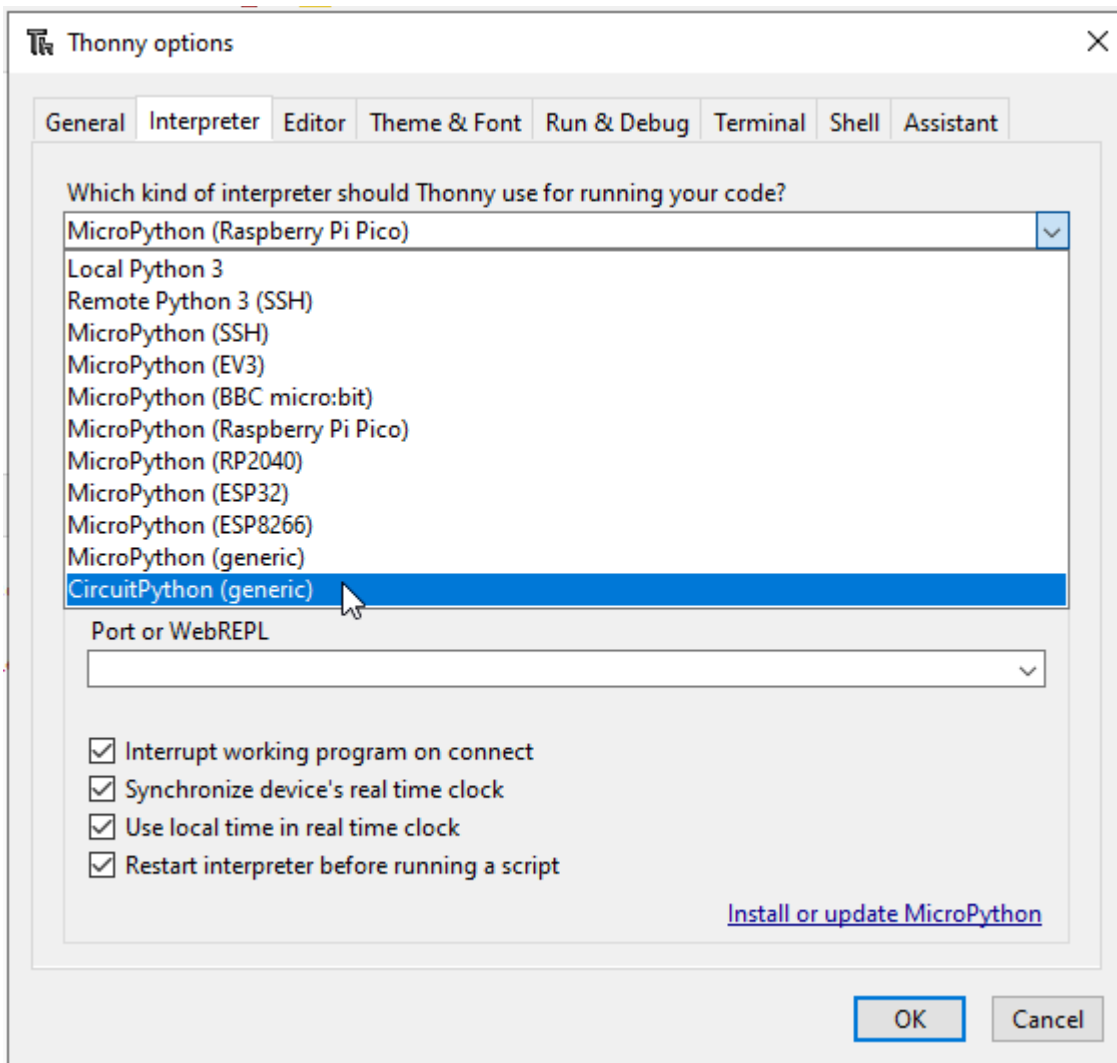 Thonny options
General Interpreter Editor Theme & Font Run & Debug Terminal Shell Assistant
Which kind of interpreter should Thonny use for running your code?
MicroPython (Raspberry Pi Pico)
Local Python 3
Remote Python 3 (SSH)
MicroPython (SSH)
MicroPython (EV3)
MicroPython (BBC micro:bit)
MicroPython (Raspberry Pi Pico)
MicroPython (RP2040)
MicroPython (ESP32)
MicroPython (ESP8266)
MicroPython (generic)
CircuitPython (generic)
Port or WebREPL
Interrupt working program on connect
Synchronize device's real time clock
Use local time in real time clock
Restart interpreter before running a script
Install or update MicroPython
OK Cancel